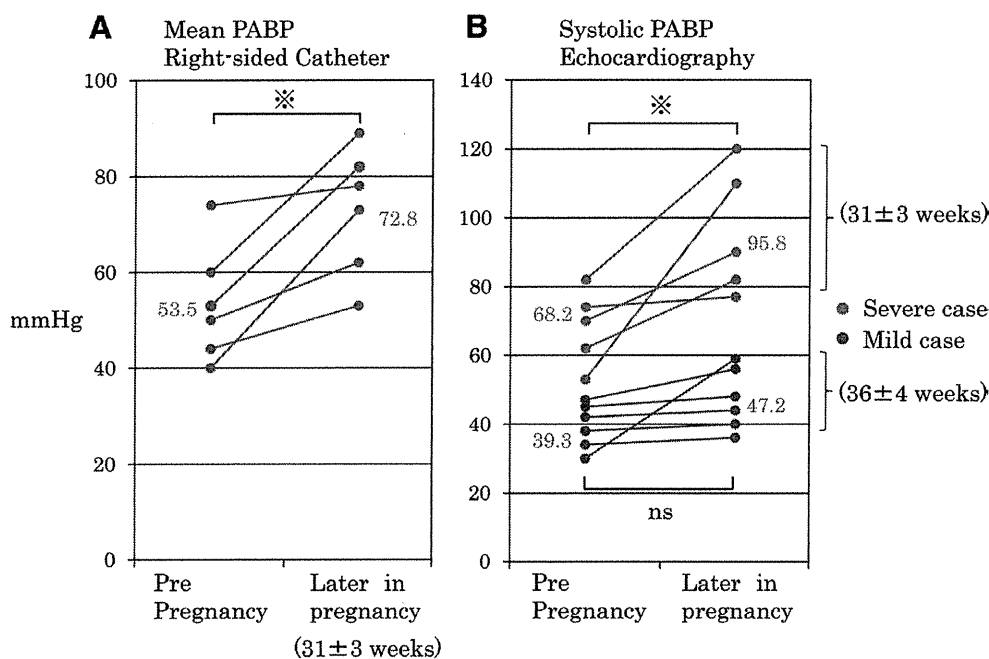 A
Mean PABP
Right-sided Catheter
100
80
60
40
20
0
mmHg
※
53.5
72.8
Pre
Pregnancy
Later in
pregnancy
(31±3 weeks)
B
Systolic PABP
Echocardiography
140
120
100
80
60
40
20
0
※
68.2
95.8
39.3
47.2
ns
Pre
Pregnancy
Later in
pregnancy
(31±3 weeks)
Severe case
Mild case
(36±4 weeks)